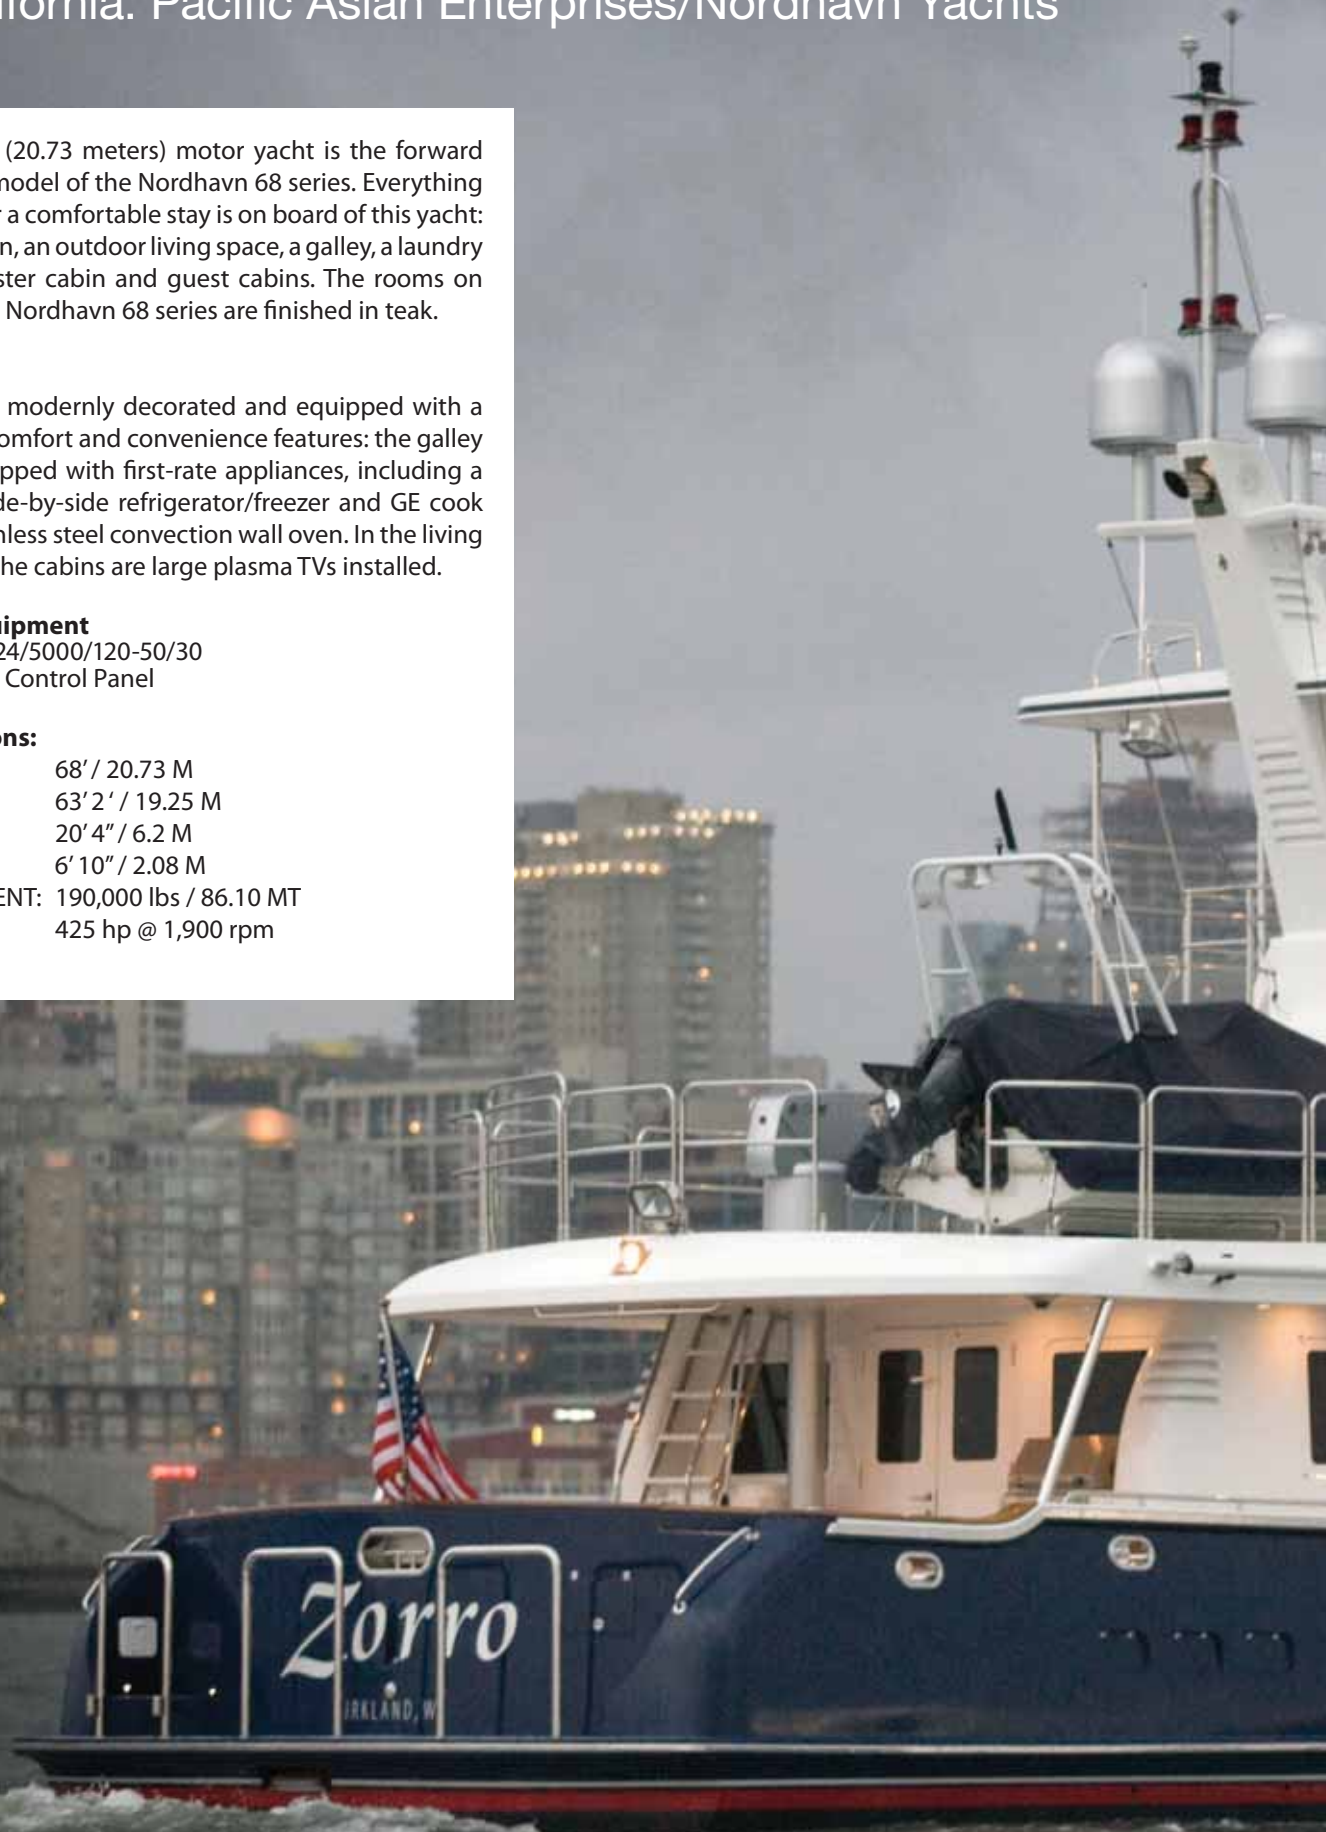 ifornia. Pacific Asian Enterprises/Nordhavn Yachts
(20.73 meters) motor yacht is the forward
model of the Nordhavn 68 series. Everything
r a comfortable stay is on board of this yacht:
n, an outdoor living space, a galley, a laundry
ster cabin and guest cabins. The rooms on
Nordhavn 68 series are finished in teak.
modernly decorated and equipped with a
omfort and convenience features: the galley
pped with first-rate appliances, including a
de-by-side refrigerator/freezer and GE cook
nless steel convection wall oven. In the living
he cabins are large plasma TVs installed.
uipment
24/5000/120-50/30
Control Panel
ons:
68’ / 20.73 M
63’ 2 ‘ / 19.25 M
20’ 4” / 6.2 M
6’ 10” / 2.08 M
ENT: 190,000 lbs / 86.10 MT
425 hp @ 1,900 rpm
Zorro
IRKLAND, W